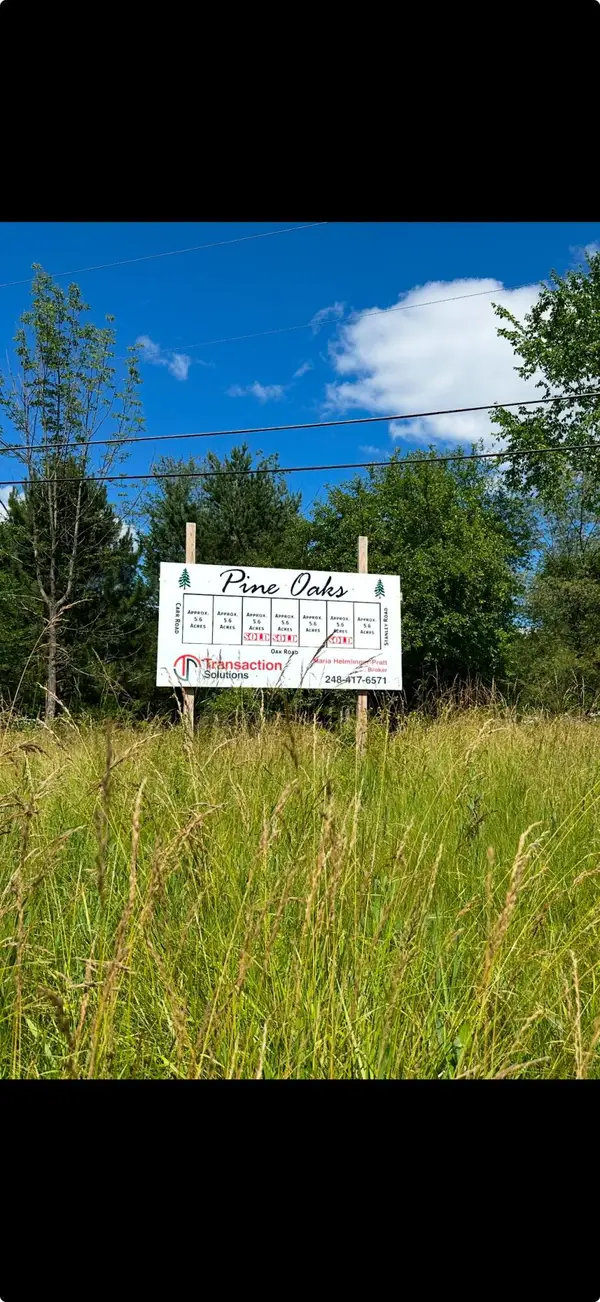 Pine Oaks
Carr Road
Approx. 5.6 Acres
Approx. 5.6 Acres
Approx. 5.6 Acres SOLD
Approx. 5.6 Acres SOLD
Approx. 5.6 Acres
Approx. 5.6 Acres SOLD
Approx. 5.6 Acres
Stanley Road
Oak Road
Transaction
Solutions
Maria Pratt
Broker
248-417-6571